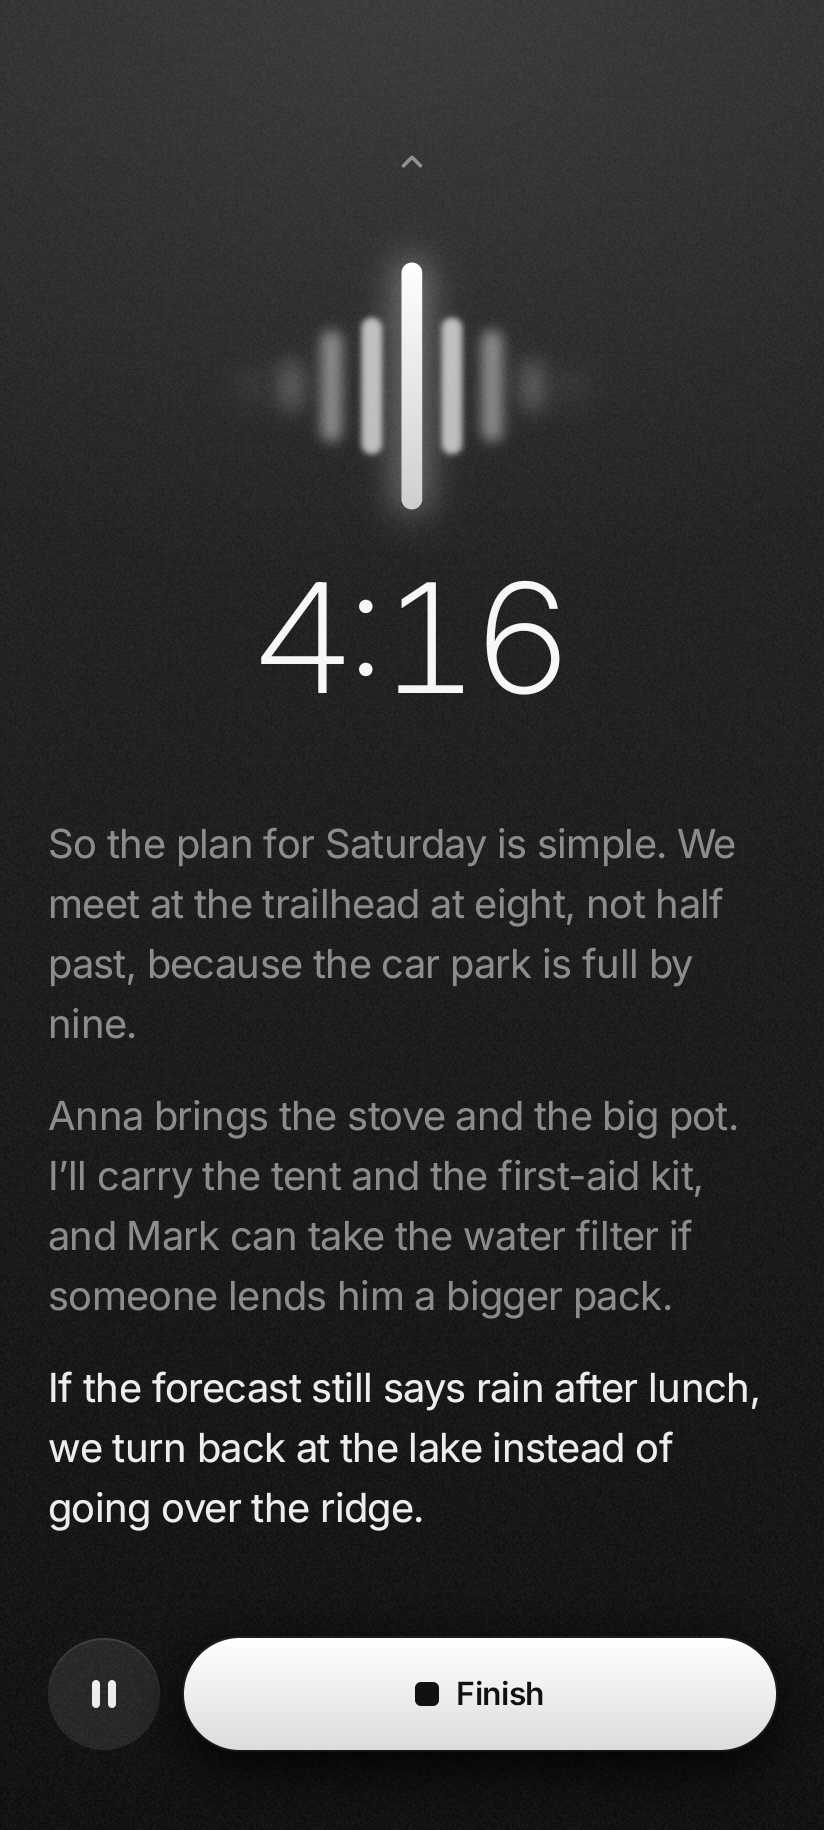 4:16
So the plan for Saturday is simple. We
meet at the trailhead at eight, not half
past, because the car park is full by
nine.
Anna brings the stove and the big pot.
I’ll carry the tent and the first-aid kit,
and Mark can take the water filter if
someone lends him a bigger pack.
If the forecast still says rain after lunch,
we turn back at the lake instead of
going over the ridge.
Finish